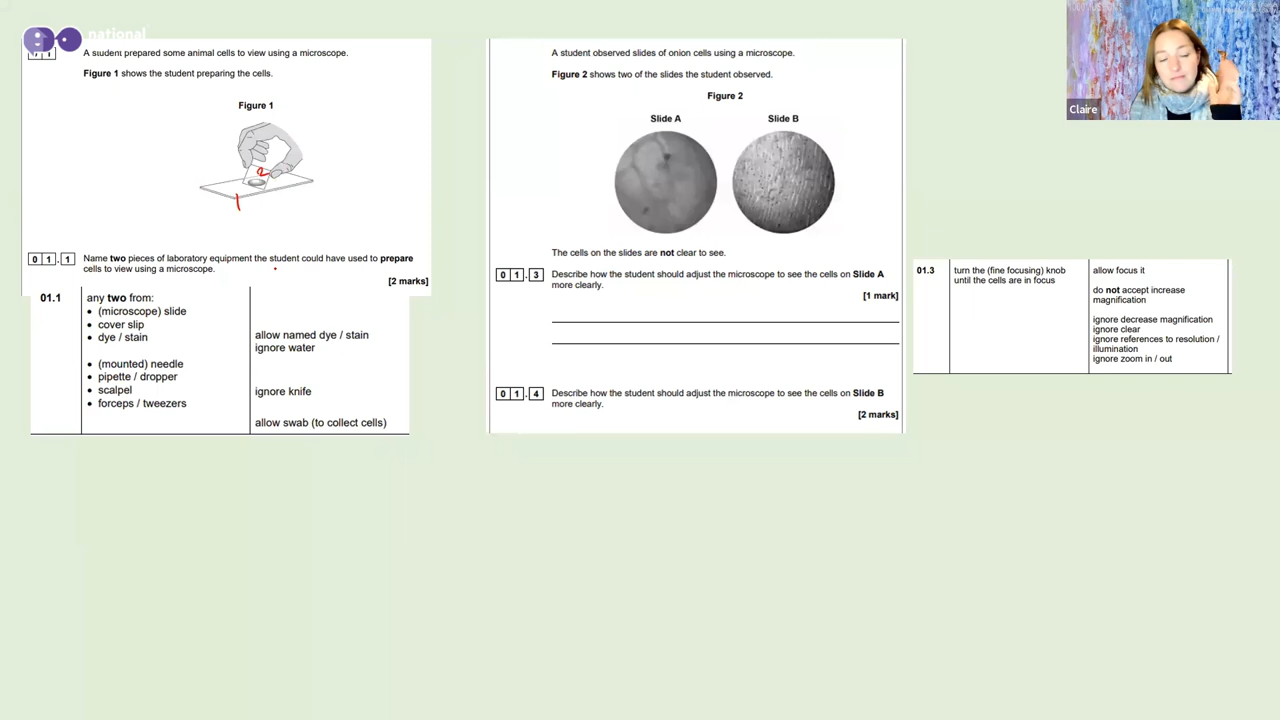 national
A student prepared some animal cells to view using a microscope.
Figure 1 shows the student preparing the cells.
Figure 1
1
2
0 1 . 1 Name two pieces of laboratory equipment the student could have used to prepare
cells to view using a microscope.
[2 marks]
01.1 any two from:
• (microscope) slide
• cover slip
• dye / stain
allow named dye / stain
ignore water
• (mounted) needle
• pipette / dropper
• scalpel
ignore knife
• forceps / tweezers
allow swab (to collect cells)
A student observed slides of onion cells using a microscope.
Figure 2 shows two of the slides the student observed.
Figure 2
Slide A Slide B
The cells on the slides are not clear to see.
0 1 . 3 Describe how the student should adjust the microscope to see the cells on Slide A
more clearly.
[1 mark]
0 1 . 4 Describe how the student should adjust the microscope to see the cells on Slide B
more clearly.
[2 marks]
01.3 turn the (fine focusing) knob
until the cells are in focus
allow focus it
do not accept increase
magnification
ignore decrease magnification
ignore clear
ignore references to resolution /
illumination
ignore zoom in / out
Claire